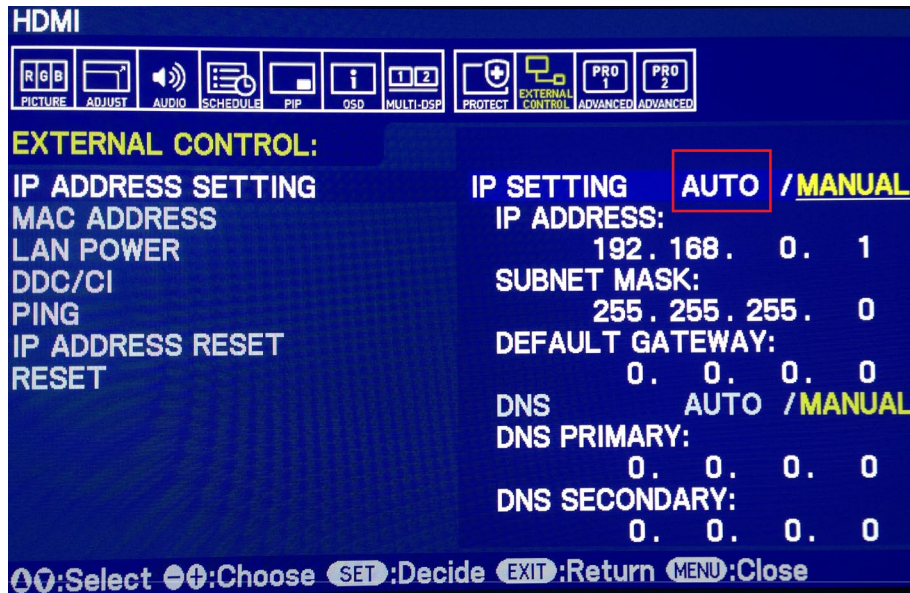 HDMI
RGB
PICTURE
ADJUST
AUDIO
SCHEDULE
PIP
i
OSD
1 2
MULTI-DSP
PROTECT
EXTERNAL
CONTROL
PRO
1
ADVANCED
PRO
2
ADVANCED
EXTERNAL CONTROL:
IP ADDRESS SETTING
MAC ADDRESS
LAN POWER
DDC/CI
PING
IP ADDRESS RESET
RESET
IP SETTING AUTO /MANUAL
IP ADDRESS:
192.168. 0. 1
SUBNET MASK:
255.255.255. 0
DEFAULT GATEWAY:
0. 0. 0. 0
DNS AUTO /MANUAL
DNS PRIMARY:
0. 0. 0. 0
DNS SECONDARY:
0. 0. 0. 0
:Select :Choose SET:Decide EXIT:Return MENU:Close